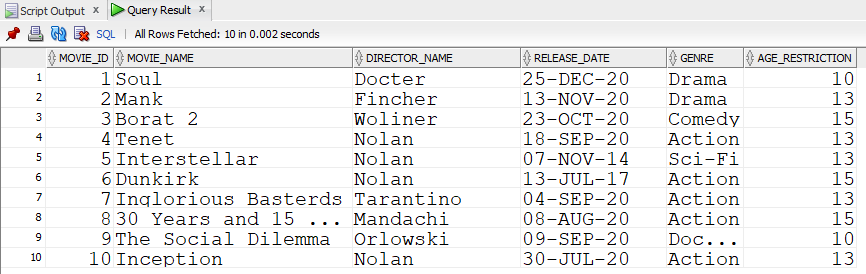 Script Output × Query Result ×
SQL | All Rows Fetched: 10 in 0.002 seconds
MOVIE_ID MOVIE_NAME DIRECTOR_NAME RELEASE_DATE GENRE AGE_RESTRICTION
1 1 Soul Docter 25-DEC-20 Drama 10
2 2 Mank Fincher 13-NOV-20 Drama 13
3 3 Borat 2 Woliner 23-OCT-20 Comedy 15
4 4 Tenet Nolan 18-SEP-20 Action 13
5 5 Interstellar Nolan 07-NOV-14 Sci-Fi 13
6 6 Dunkirk Nolan 13-JUL-17 Action 15
7 7 Inglorious Basterds Tarantino 04-SEP-20 Action 13
8 8 30 Years and 15 ... Mandachi 08-AUG-20 Action 15
9 9 The Social Dilemma Orlowski 09-SEP-20 Doc... 10
10 10 Inception Nolan 30-JUL-20 Action 13